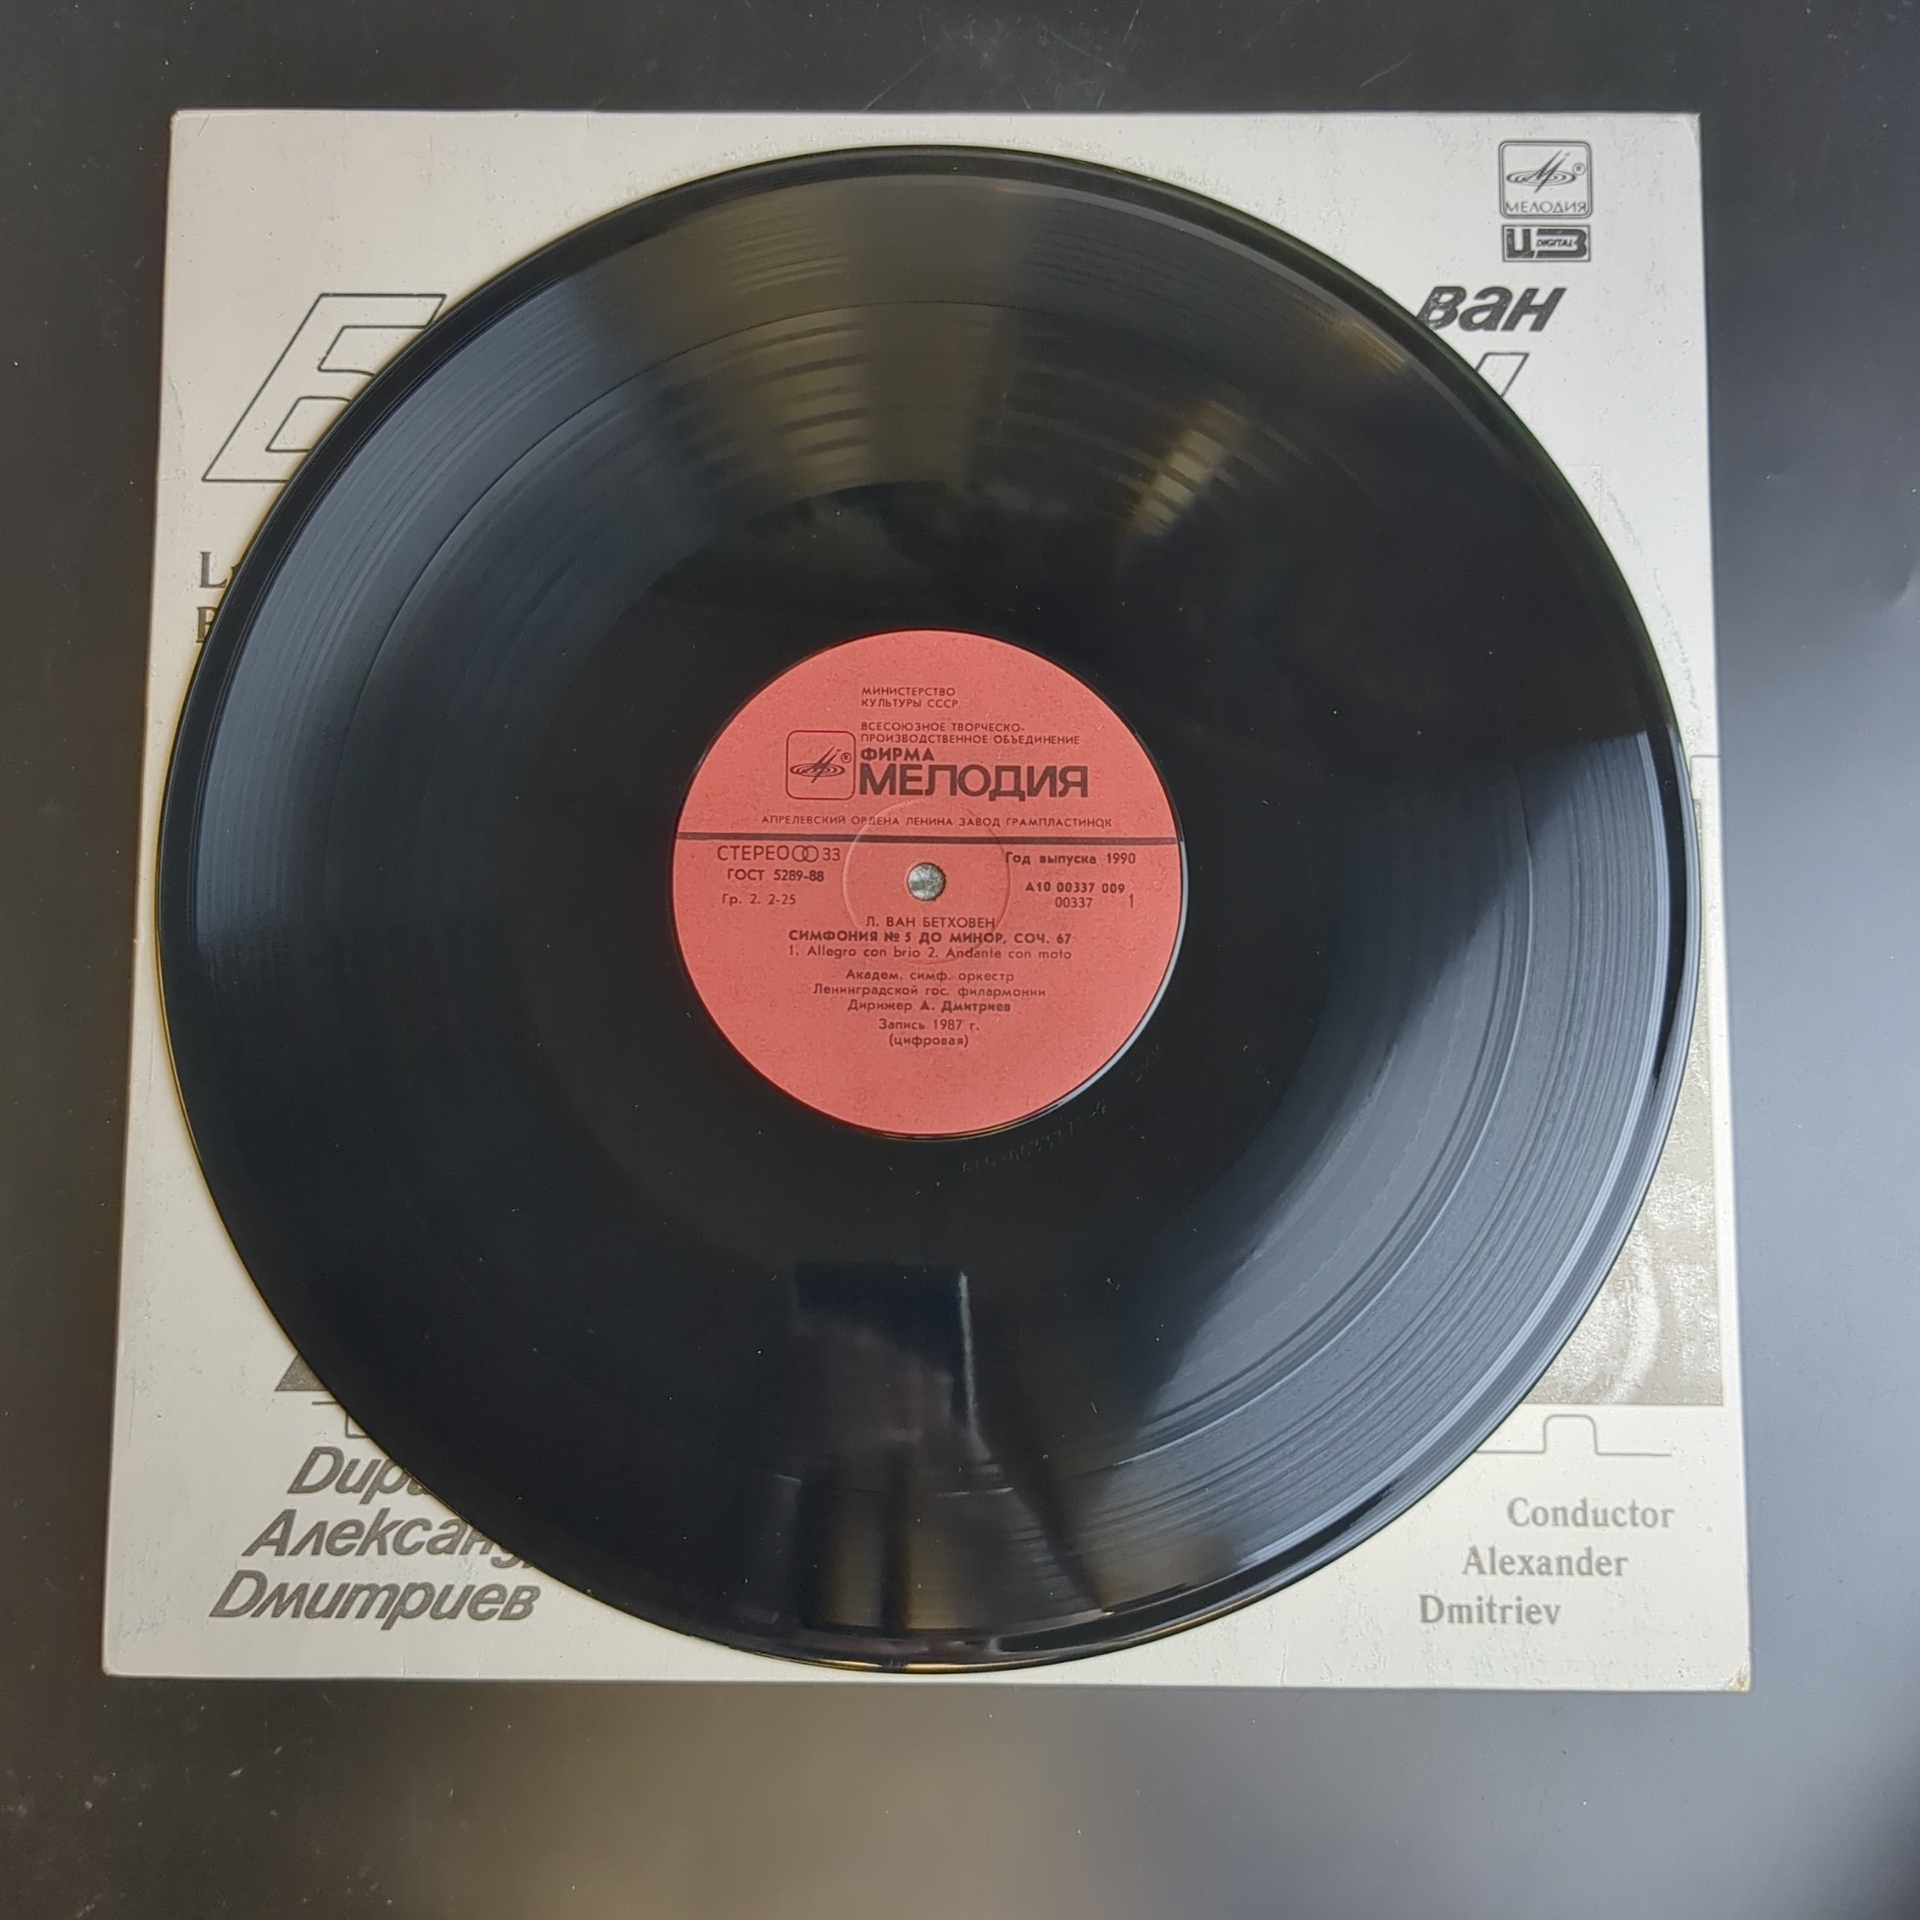 МЕЛОДИЯ
ЦЗ DIGITAL
ван
МИНИСТЕРСТВО
КУЛЬТУРЫ СССР
ВСЕСОЮЗНОЕ ТВОРЧЕСКО-
ПРОИЗВОДСТВЕННОЕ ОБЪЕДИНЕНИЕ
ФИРМА
МЕЛОДИЯ
АПРЕЛЕВСКИЙ ОРДЕНА ЛЕНИНА ЗАВОД ГРАМПЛАСТИНОК
СТЕРЕО 33
Год выпуска 1990
ГОСТ 5289-88
А10 00337 009
Гр. 2. 2-25
00337 1
Л. ВАН БЕТХОВЕН
СИМФОНИЯ № 5 ДО МИНОР, СОЧ. 67
1. Allegro con brio 2. Andante con moto
Академ. симф. оркестр
Ленинградской гос. филармонии
Дирижер А. Дмитриев
Запись 1987 г.
(цифровая)
Дмитриев
Conductor
Alexander
Dmitriev